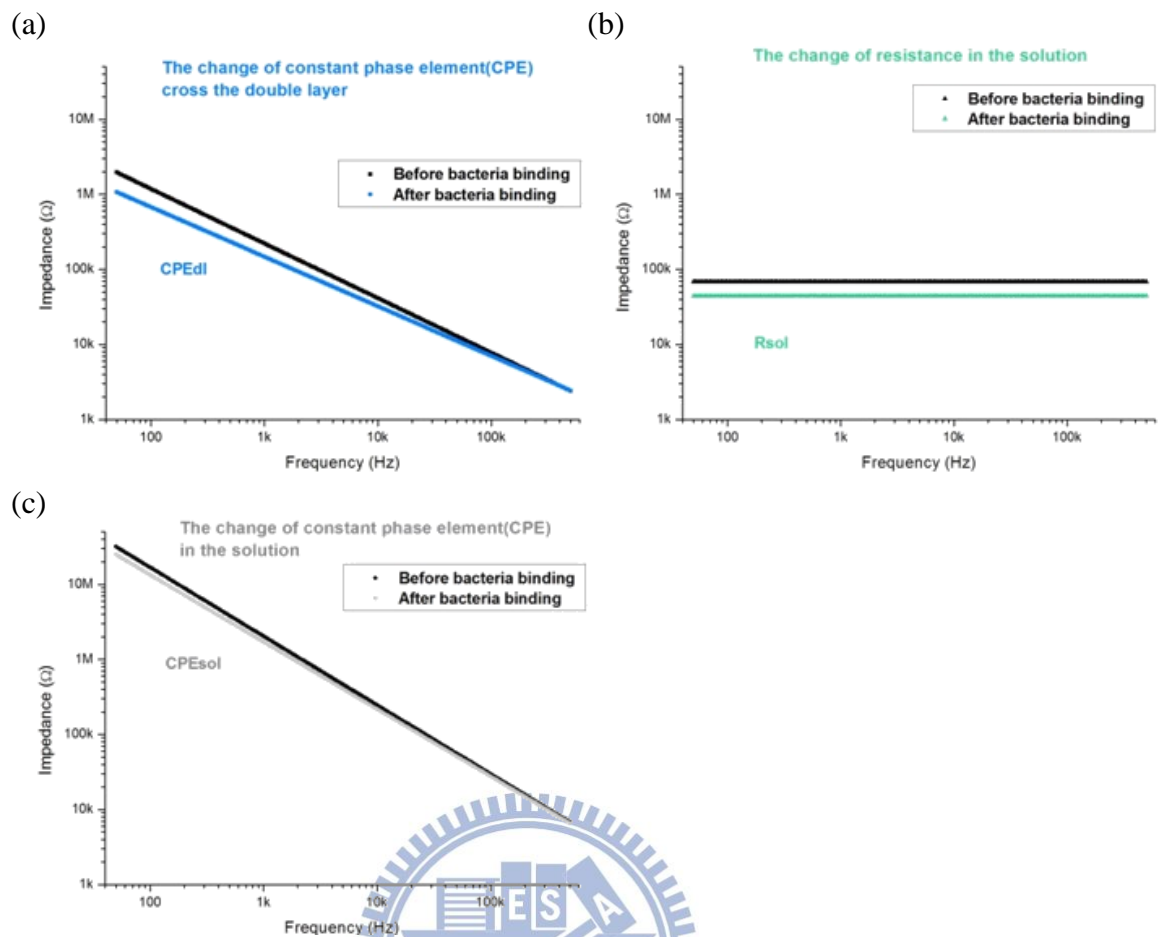 (a)
The change of constant phase element(CPE)
cross the double layer
10M
1M
100k
10k
1k
Impedance (Ω)
Before bacteria binding
After bacteria binding
CPEdl
100
1k
10k
100k
Frequency (Hz)
(b)
The change of resistance in the solution
10M
1M
100k
10k
1k
Impedance (Ω)
Before bacteria binding
After bacteria binding
Rsol
100
1k
10k
100k
Frequency (Hz)
(c)
The change of constant phase element(CPE)
in the solution
10M
1M
100k
10k
1k
Impedance (Ω)
Before bacteria binding
After bacteria binding
CPEsol
100
1k
10k
100k
Frequency (Hz)
E S A